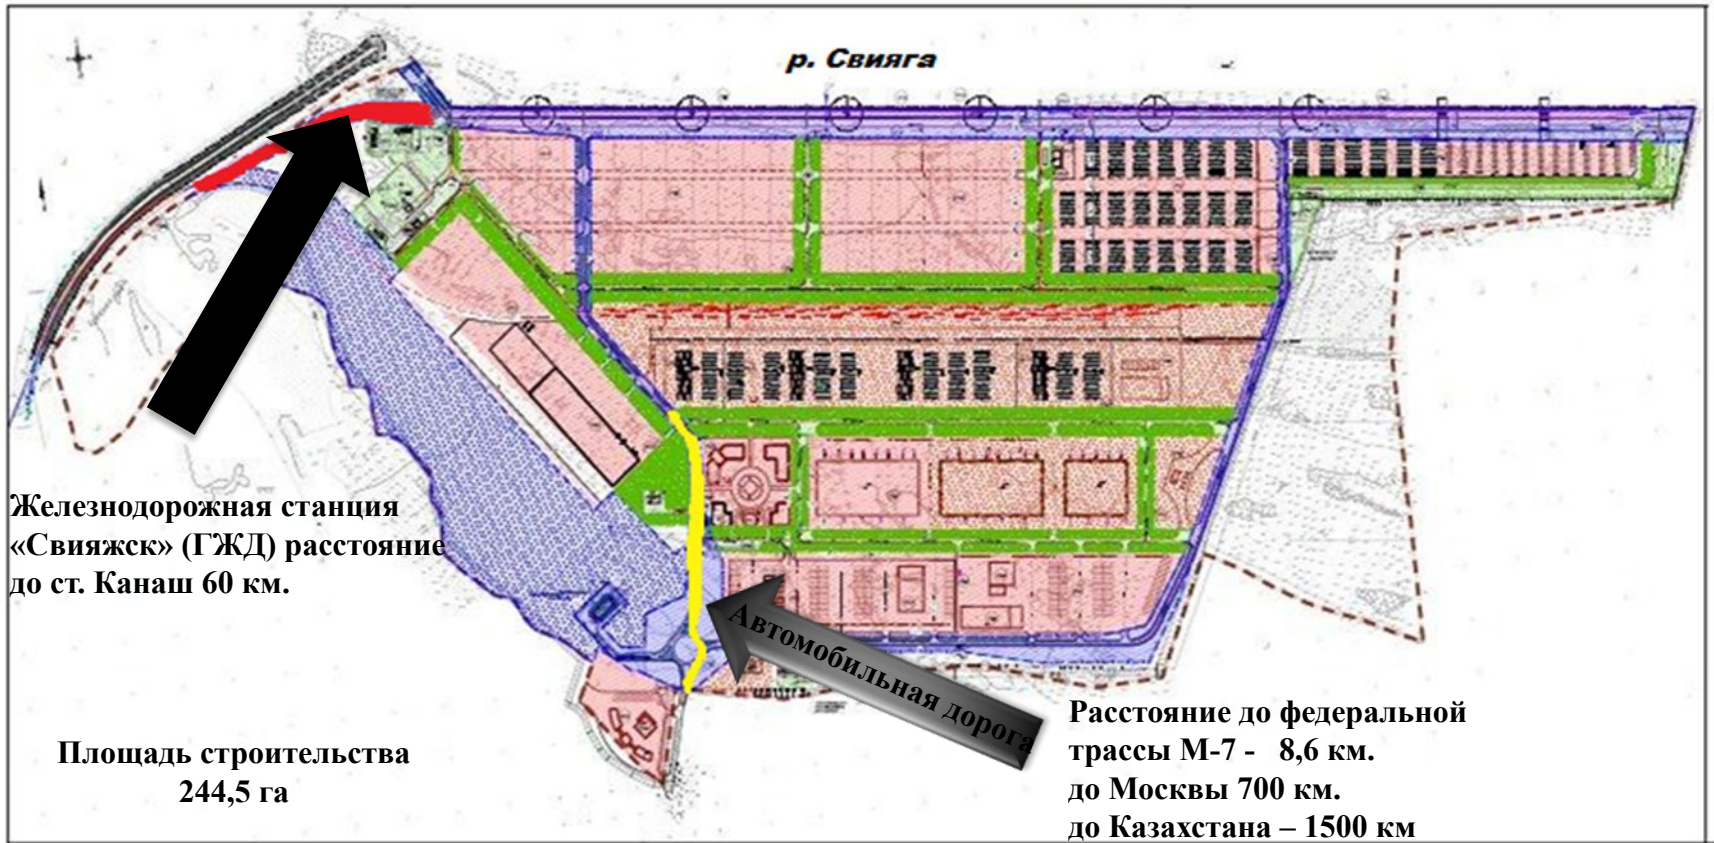 р. Свияга
Железнодорожная станция
«Свияжск» (ГЖД) расстояние
до ст. Канаш 60 км.
Автомобильная дорога
Площадь строительства
244,5 га
Расстояние до федеральной
трассы М-7 - 8,6 км.
до Москвы 700 км.
до Казахстана – 1500 км